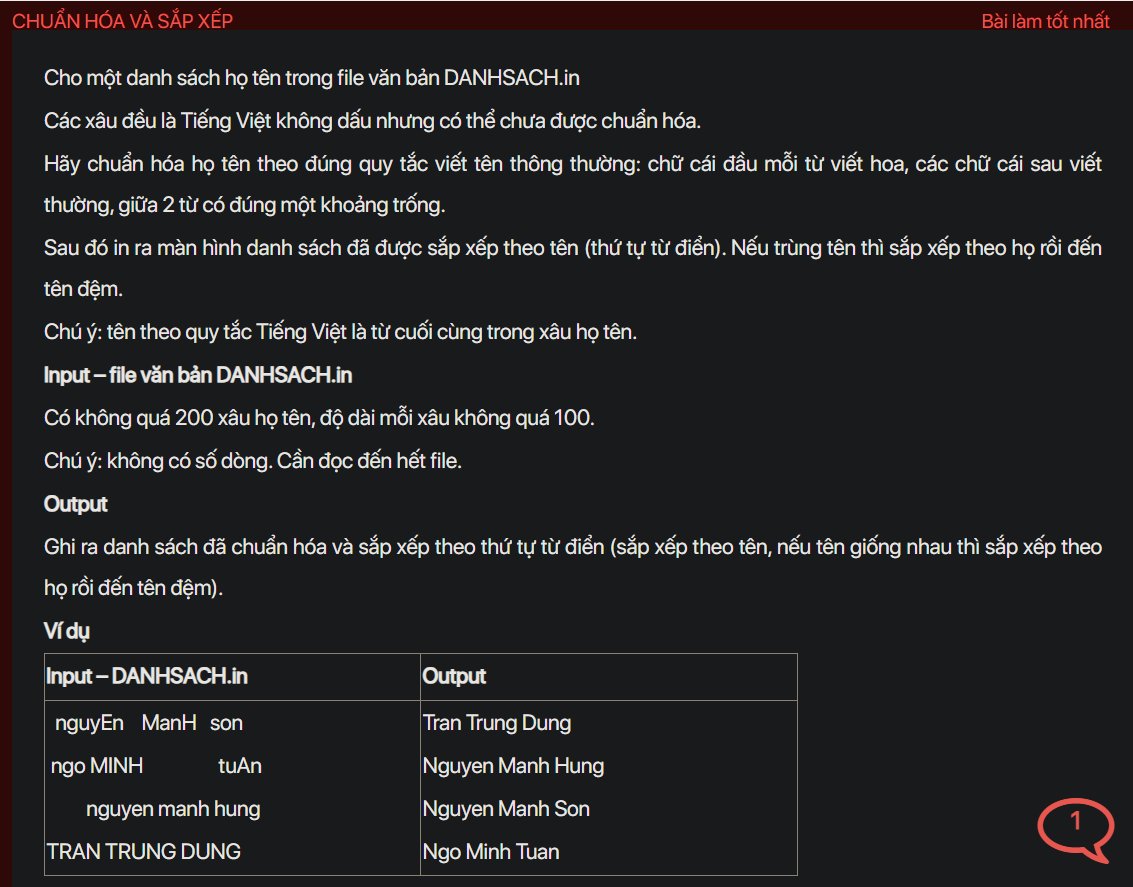 CHUẨN HÓA VÀ SẮP XẾP Bài làm tốt nhất
Cho một danh sách họ tên trong file văn bản DANHSACH.in
Các xâu đều là Tiếng Việt không dấu nhưng có thể chưa được chuẩn hóa.
Hãy chuẩn hóa họ tên theo đúng quy tắc viết tên thông thường: chữ cái đầu mỗi từ viết hoa, các chữ cái sau viết
thường, giữa 2 từ có đúng một khoảng trống.
Sau đó in ra màn hình danh sách đã được sắp xếp theo tên (thứ tự từ điển). Nếu trùng tên thì sắp xếp theo họ rồi đến
tên đệm.
Chú ý: tên theo quy tắc Tiếng Việt là từ cuối cùng trong xâu họ tên.
Input – file văn bản DANHSACH.in
Có không quá 200 xâu họ tên, độ dài mỗi xâu không quá 100.
Chú ý: không có số dòng. Cần đọc đến hết file.
Output
Ghi ra danh sách đã chuẩn hóa và sắp xếp theo thứ tự từ điển (sắp xếp theo tên, nếu tên giống nhau thì sắp xếp theo
họ rồi đến tên đệm).
Ví dụ
Input – DANHSACH.in Output
nguyEn ManH son Tran Trung Dung
ngo MINH tuAn Nguyen Manh Hung
nguyen manh hung Nguyen Manh Son
TRAN TRUNG DUNG Ngo Minh Tuan
1